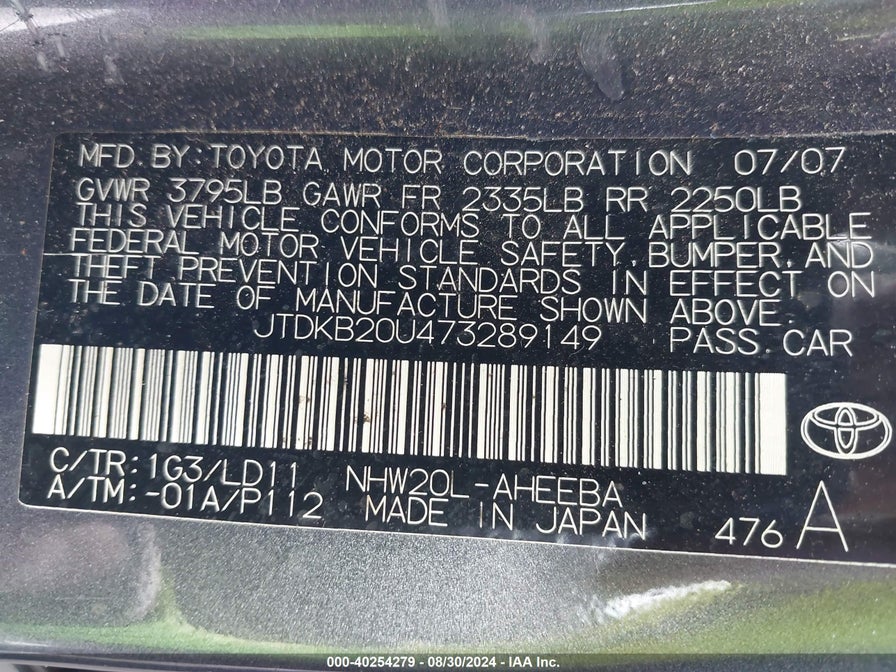 MFD.BY:TOYOTA MOTOR CORPORATION 07/07
GVWR 3795LB GAWR FR 2335LB RR 2250LB
THIS VEHICLE CONFORMS TO ALL APPLICABLE
FEDERAL MOTOR VEHICLE SAFETY,BUMPER,AND
THEFT PREVENTION STANDARDS IN EFFECT ON
THE DATE OF MANUFACTURE SHOWN ABOVE.
JTDKB20U473289149 PASS.CAR
C/TR:1G3/LD11 NHW20L-AHEEBA
A/TM:-01A/P112 MADE IN JAPAN 476 A
000-40254279 - 08/30/2024 - IAA Inc.